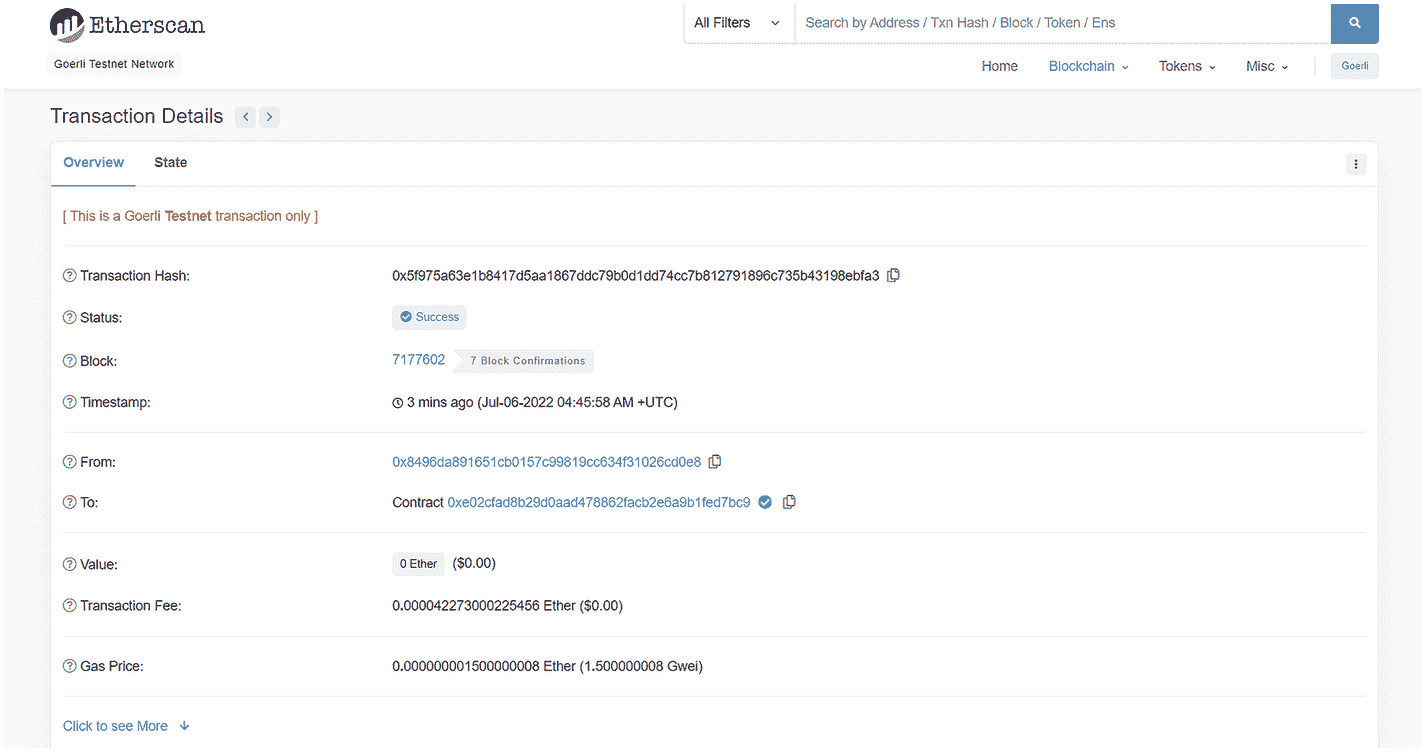 Etherscan
All Filters Search by Address / Txn Hash / Block / Token / Ens
Goerli Testnet Network
Home Blockchain Tokens Misc Goerli
Transaction Details
Overview State
[ This is a Goerli Testnet transaction only ]
Transaction Hash: 0x5f975a63e1b8417d5aa1867ddc79b0d1dd74cc7b812791896c735b43198ebfa3
Status: Success
Block: 7177602 7 Block Confirmations
Timestamp: 3 mins ago (Jul-06-2022 04:45:58 AM +UTC)
From: 0x8496da891651cb0157c99819cc634f31026cd0e8
To: Contract 0xe02cfad8b29d0aad478862facb2e6a9b1fed7bc9
Value: 0 Ether ($0.00)
Transaction Fee: 0.000042273000225456 Ether ($0.00)
Gas Price: 0.000000001500000008 Ether (1.500000008 Gwei)
Click to see More